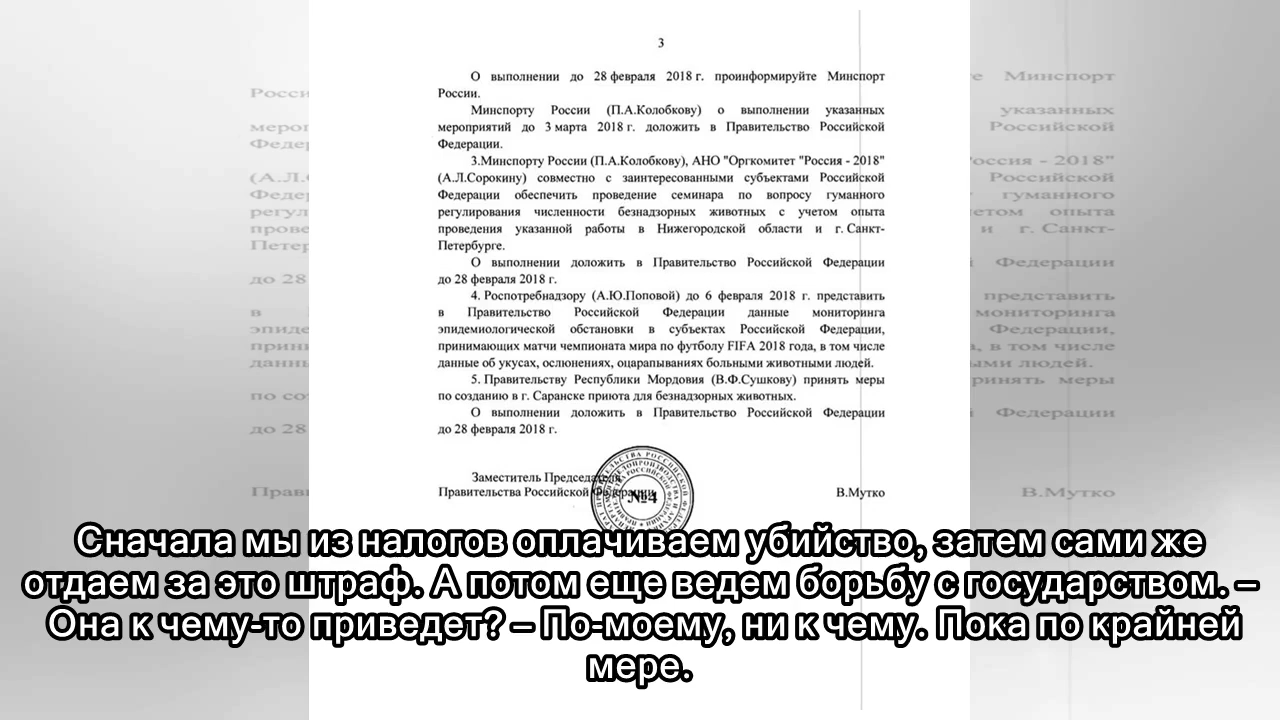 3
О выполнении до 28 февраля 2018 г. проинформируйте Минспорт
России.
Минспорту России (П.А.Колобкову) о выполнении указанных
мероприятий до 3 марта 2018 г. доложить в Правительство Российской
Федерации.
3.Минспорту России (П.А.Колобкову), АНО "Оргкомитет "Россия - 2018"
(А.Л.Сорокину) совместно с заинтересованными субъектами Российской
Федерации обеспечить проведение семинара по вопросу гуманного
регулирования численности безнадзорных животных с учетом опыта
проведения указанной работы в Нижегородской области и г. Санкт-
Петербурге.
О выполнении доложить в Правительство Российской Федерации
до 28 февраля 2018 г.
4. Роспотребнадзору (А.Ю.Поповой) до 6 февраля 2018 г. представить
в Правительство Российской Федерации данные мониторинга
эпидемиологической обстановки в субъектах Российской Федерации,
принимающих матчи чемпионата мира по футболу FIFA 2018 года, в том числе
данные об укусах, ослюнениях, оцарапываниях больными животными людей.
5. Правительству Республики Мордовия (В.Ф.Сушкову) принять меры
по созданию в г. Саранске приюта для безнадзорных животных.
О выполнении доложить в Правительство Российской Федерации
до 28 февраля 2018 г.
Заместитель Председателя
Правительства Российской Федерации В.Мутко
№4
Сначала мы из налогов оплачиваем убийство, затем сами же
отдаем за это штраф. А потом еще ведем борьбу с государством. –
Она к чему-то приведет? – По-моему, ни к чему. Пока по крайней
мере.